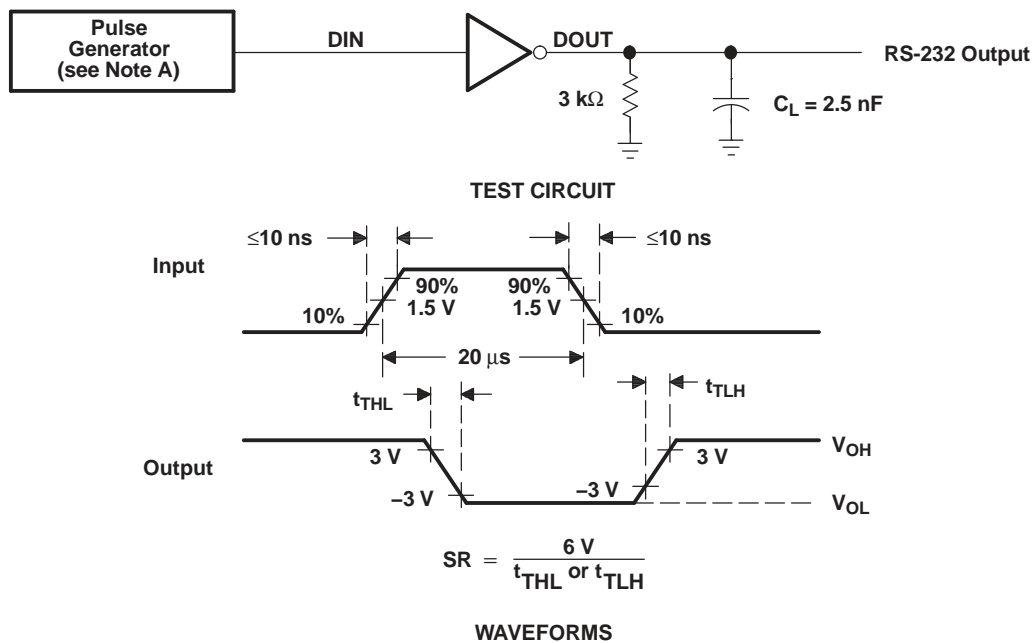 Pulse
Generator
(see Note A)
DIN
DOUT
RS-232 Output
3 kΩ
C_L = 2.5 nF
TEST CIRCUIT
≤10 ns
≤10 ns
Input
90%
90%
1.5 V
1.5 V
10%
10%
20 μs
t_THL
t_TLH
V_OH
3 V
3 V
Output
–3 V
–3 V
V_OL
SR = 6 V / t_THL or t_TLH
WAVEFORMS